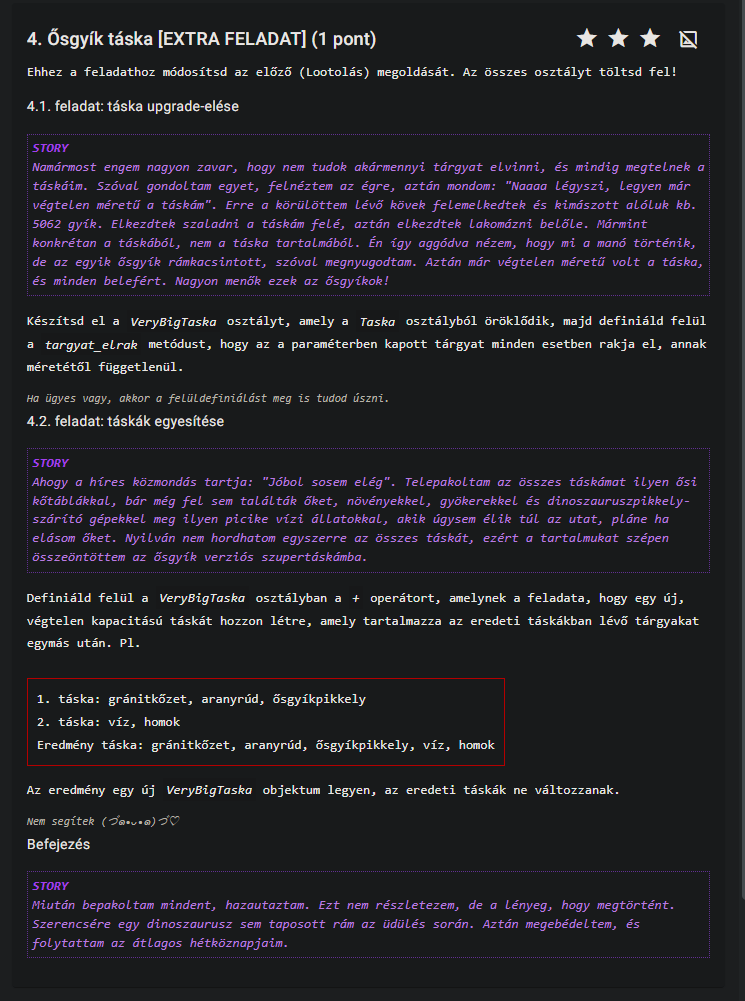 4. Ősgyík táska [EXTRA FELADAT] (1 pont)
Ehhez a feladathoz módosítsd az előző (Lootolás) megoldását. Az összes osztályt töltsd fel!
4.1. feladat: táska upgrade-elése
STORY
Namármost engem nagyon zavar, hogy nem tudok akármennyi tárgyat elvinni, és mindig megtelnek a
táskáim. Szóval gondoltam egyet, felnéztem az égre, aztán mondom: "Naaaa légyszi, legyen már
végtelen méretű a táskám". Erre a körülöttem lévő kövek felemelkedtek és kimászott alóluk kb.
5062 gyík. Elkezdtek szaladni a táskám felé, aztán elkezdtek lakomázni belőle. Mármint
konkrétan a táskából, nem a táska tartalmából. Én így aggódva nézem, hogy mi a manó történik,
de az egyik ősgyík rámkacsintott, szóval megnyugodtam. Aztán már végtelen méretű volt a táska,
és minden belefért. Nagyon menők ezek az ősgyíkok!
Készítsd el a VeryBigTaska osztályt, amely a Taska osztályból öröklődik, majd definiáld felül
a targyat_elrak metódust, hogy az a paraméterben kapott tárgyat minden esetben rakja el, annak
méretétől függetlenül.
Ha ügyes vagy, akkor a felüldefiniálást meg is tudod úszni.
4.2. feladat: táskák egyesítése
STORY
Ahogy a híres közmondás tartja: "Jóbol sosem elég". Telepakoltam az összes táskámat ilyen ősi
kőtáblákkal, bár még fel sem találták őket, növényekkel, gyökerekkel és dinoszauruszpikkely-
szárító gépekkel meg ilyen picike vízi állatokkal, akik úgysem élik túl az utat, pláne ha
elásom őket. Nyilván nem hordhatom egyszerre az összes táskát, ezért a tartalmukat szépen
összeöntöttem az ősgyík verziós szupertáskámba.
Definiáld felül a VeryBigTaska osztályban a + operátort, amelynek a feladata, hogy egy új,
végtelen kapacitású táskát hozzon létre, amely tartalmazza az eredeti táskákban lévő tárgyakat
egymás után. Pl.
1. táska: gránitkőzet, aranyrúd, ősgyíkpikkely
2. táska: víz, homok
Eredmény táska: gránitkőzet, aranyrúd, ősgyíkpikkely, víz, homok
Az eredmény egy új VeryBigTaska objektum legyen, az eredeti táskák ne változzanak.
Nem segítek (づ๑•ᴗ•๑)づ♡
Befejezés
STORY
Miután bepakoltam mindent, hazautaztam. Ezt nem részletezem, de a lényeg, hogy megtörtént.
Szerencsére egy dinoszaurusz sem taposott rám az üdülés során. Aztán megebédeltem, és
folytattam az átlagos hétköznapjaim.